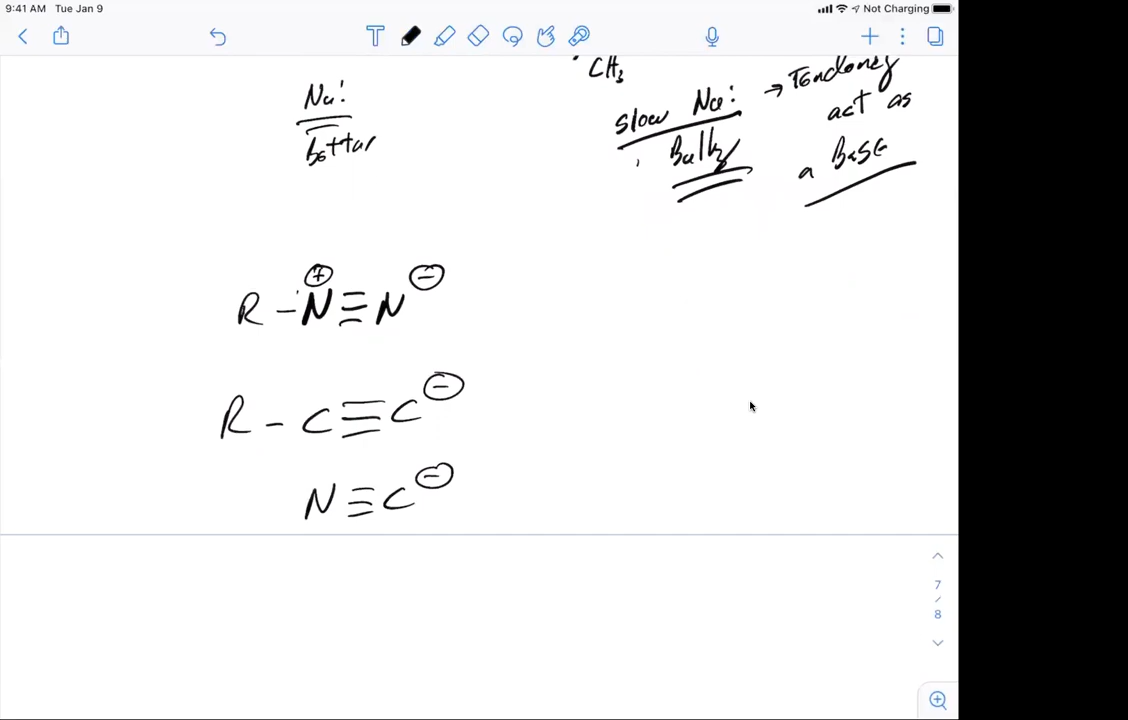 9:41 AM Tue Jan 9
Not Charging
T
CH₃
Nu:
better
slow Nu:
Bulky
→ Tendency
act as
a Base
R – N⊕ ≡ N⊖
R – C ≡ C⊖
N ≡ C⊖
7
/
8